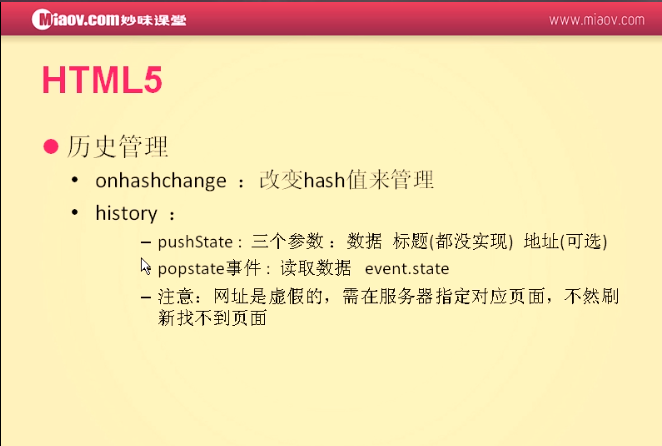 Miaov.com妙味课堂
www.miaov.com
HTML5
历史管理
onhashchange ：改变hash值来管理
history ：
– pushState : 三个参数 : 数据 标题(都没实现) 地址(可选)
– popstate事件 : 读取数据 event.state
– 注意：网址是虚假的，需在服务器指定对应页面，不然刷
新找不到页面